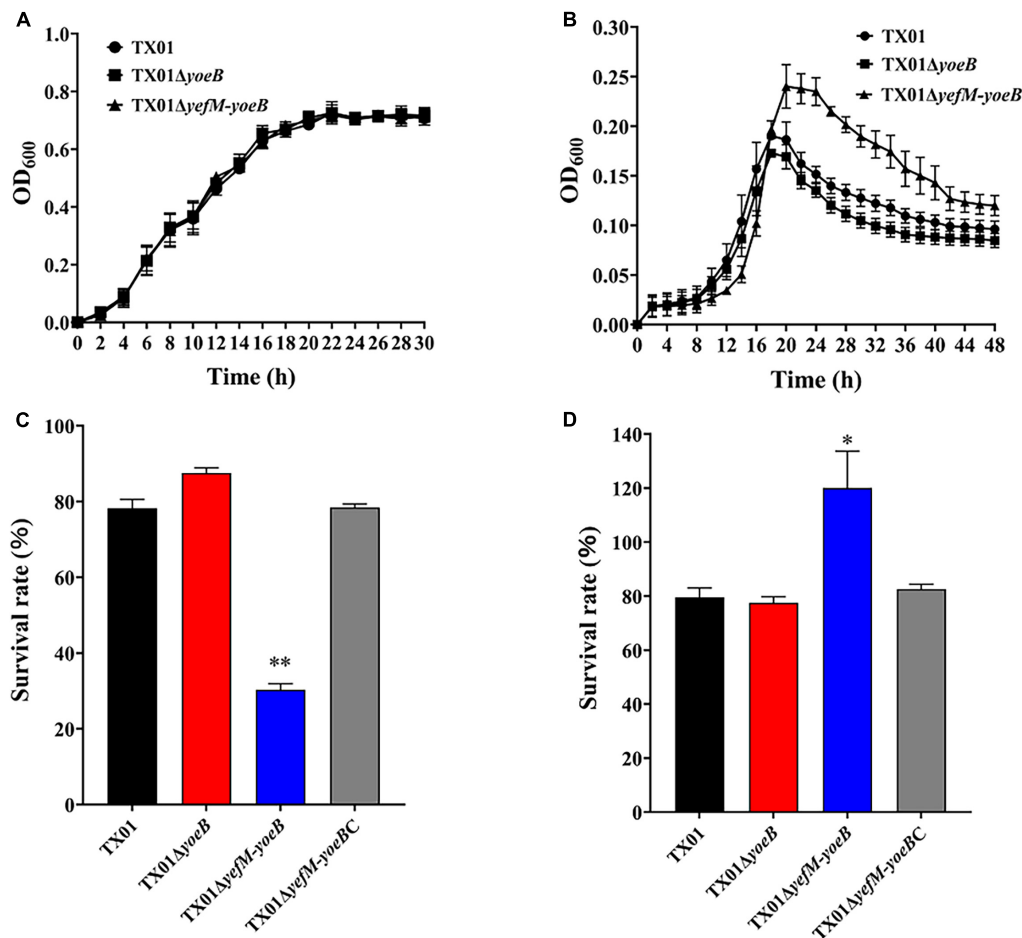 A
1.0
0.8
0.6
0.4
0.2
0.0
OD600
TX01
TX01ΔyoeB
TX01ΔyefM-yoeB
0 2 4 6 8 10 12 14 16 18 20 22 24 26 28 30
Time (h)
B
0.30
0.25
0.20
0.15
0.10
0.05
0.00
OD600
TX01
TX01ΔyoeB
TX01ΔyefM-yoeB
0 4 8 12 16 20 24 28 32 36 40 44 48
Time (h)
C
100
80
60
40
20
0
Survival rate (%)
**
TX01
TX01ΔyoeB
TX01ΔyefM-yoeB
TX01ΔyefM-yoeBC
D
140
120
100
80
60
40
20
0
Survival rate (%)
*
TX01
TX01ΔyoeB
TX01ΔyefM-yoeB
TX01ΔyefM-yoeBC